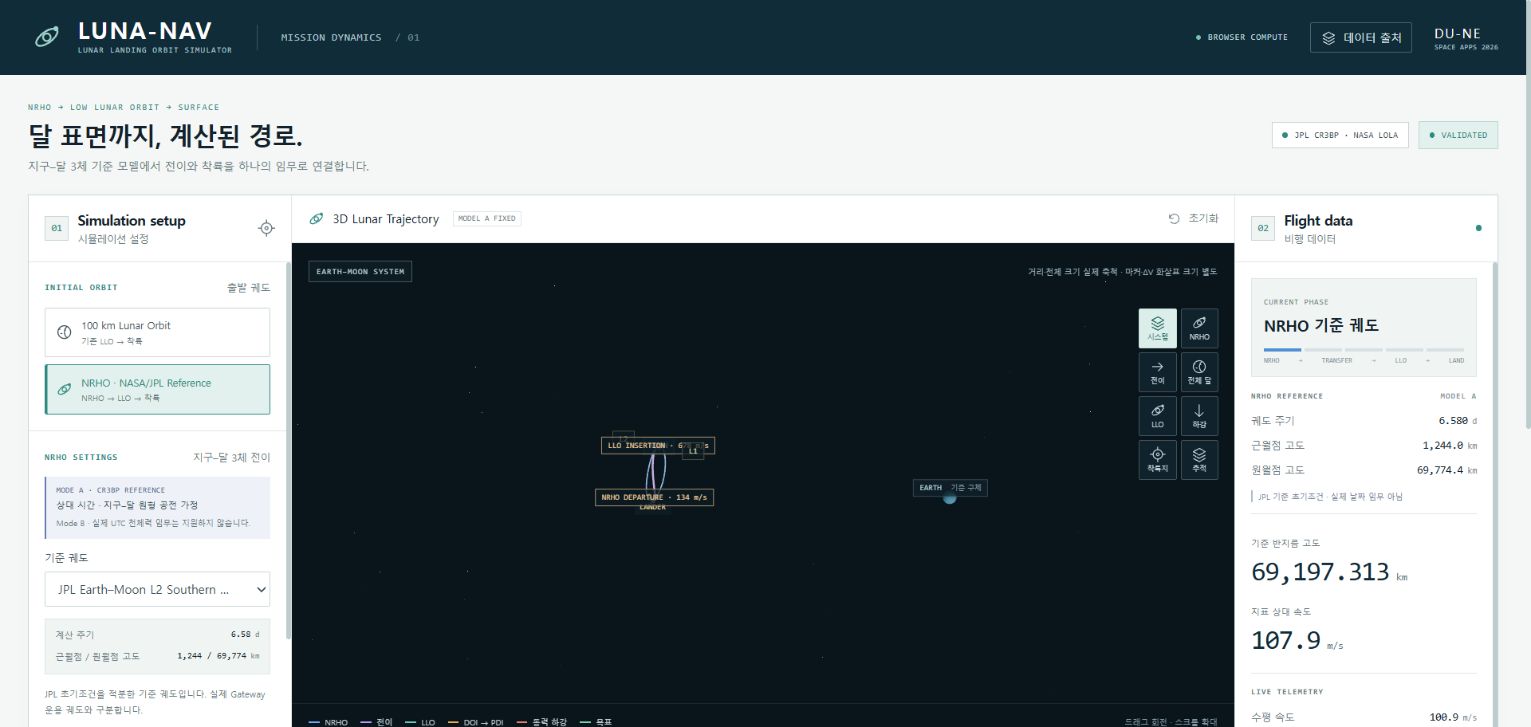 LUNA-NAV
LUNAR LANDING ORBIT SIMULATOR
MISSION DYNAMICS / 01
BROWSER COMPUTE
데이터 출처
DU-NE
SPACE APPS 2026
NRHO → LOW LUNAR ORBIT → SURFACE
달 표면까지, 계산된 경로.
지구–달 3체 기준 모델에서 전이와 착륙을 하나의 임무로 연결합니다.
JPL CR3BP · NASA LOLA
VALIDATED
01
Simulation setup
시뮬레이션 설정
INITIAL ORBIT
출발 궤도
100 km Lunar Orbit
기존 LLO → 착륙
NRHO · NASA/JPL Reference
NRHO → LLO → 착륙
NRHO SETTINGS
지구–달 3체 전이
MODE A · CR3BP REFERENCE
상대 시간 · 지구–달 원형 공전 가정
Mode B · 실제 UTC 천체력 임무는 지원하지 않습니다.
기준 궤도
JPL Earth–Moon L2 Southern ...
계산 주기
6.58 d
근월점 / 원월점 고도
1,244 / 69,774 km
JPL 초기조건을 적분한 기준 궤도입니다. 실제 Gateway
운용 궤도와 구분합니다.
3D Lunar Trajectory
MODEL A FIXED
초기화
EARTH–MOON SYSTEM
거리·천체 크기 실제 축척 · 마커·ΔV 화살표 크기 별도
시스템
NRHO
전이
전체 달
LLO
하강
착륙지
추적
LLO INSERTION · 67
s
L1
NRHO DEPARTURE · 134 m/s
LANDER
EARTH 기준 구체
NRHO
전이
LLO
DOI → PDI
동력 하강
목표
드래그 회전 · 스크롤 확대
02
Flight data
비행 데이터
CURRENT PHASE
NRHO 기준 궤도
NRHO → TRANSFER → LLO → LAND
NRHO REFERENCE
MODEL A
궤도 주기
6.580 d
근월점 고도
1,244.0 km
원월점 고도
69,774.4 km
JPL 기준 초기조건 · 실제 날짜 임무 아님
기준 반지름 고도
69,197.313 km
지표 상대 속도
107.9 m/s
LIVE TELEMETRY
수평 속도
100.9 m/s